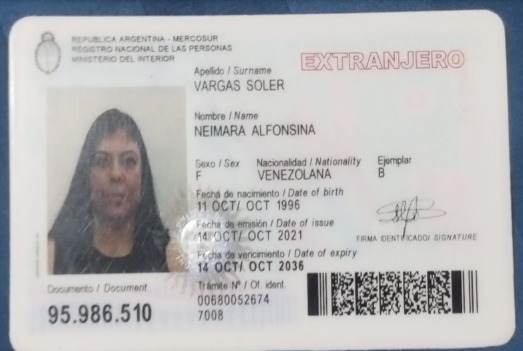 REPUBLICA ARGENTINA - MERCOSUR
REGISTRO NACIONAL DE LAS PERSONAS
MINISTERIO DEL INTERIOR
EXTRANJERO
Apellido / Surname
VARGAS SOLER
Nombre / Name
NEIMARA ALFONSINA
Sexo / Sex Nacionalidad / Nationality Ejemplar
F VENEZOLANA B
Fecha de nacimiento / Date of birth
11 OCT/ OCT 1996
Fecha de emisión / Date of issue
14 OCT/ OCT 2021
FIRMA IDENTIFICADO/ SIGNATURE
Fecha de vencimiento / Date of expiry
14 OCT/ OCT 2036
Documento / Document
95.986.510
Trámite Nº / Of. ident.
00680052674
7008